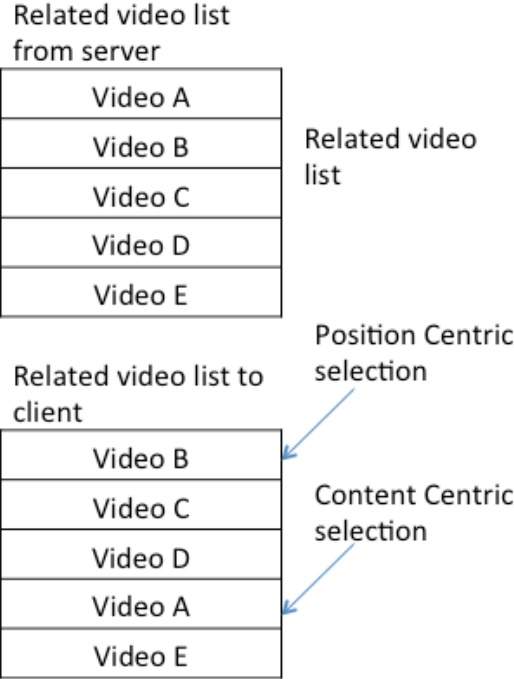 Related video list
from server
Video A
Video B
Related video
list
Video C
Video D
Video E
Position Centric
selection
Related video list to
client
Video B
Video C
Content Centric
selection
Video D
Video A
Video E